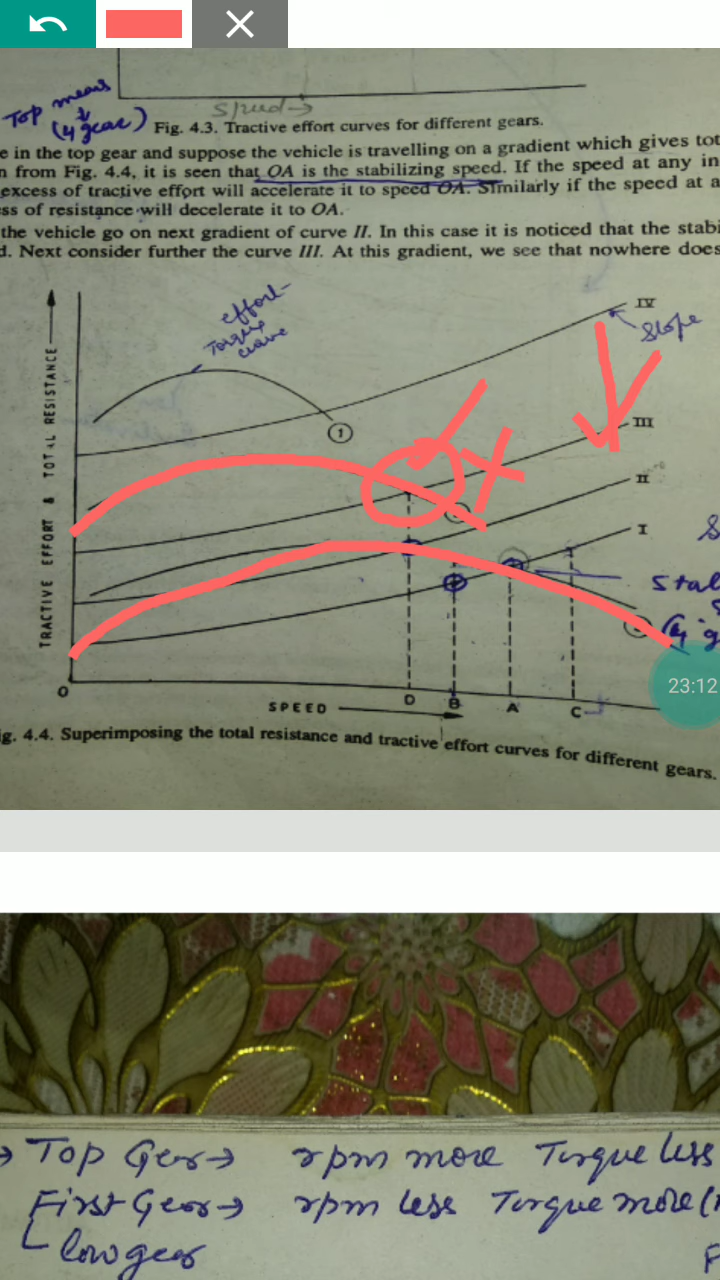 Speed→
Top means
(4 gear) Fig. 4.3. Tractive effort curves for different gears.
e in the top gear and suppose the vehicle is travelling on a gradient which gives tot
n from Fig. 4.4, it is seen that OA is the stabilizing speed. If the speed at any in
excess of tractive effort will accelerate it to speed OA. Similarly if the speed at a
ss of resistance will decelerate it to OA.
the vehicle go on next gradient of curve II. In this case it is noticed that the stabi
d. Next consider further the curve III. At this gradient, we see that nowhere does
effort-
Torque
curve
IV
Slope
TRACTIVE EFFORT & TOTAL RESISTANCE
1
III
II
I
S
Stal
(4 g
23:12
O
SPEED
D B A C
g. 4.4. Superimposing the total resistance and tractive effort curves for different gears.
→ Top Gear → rpm more Torque less
First Gear → rpm less Torque more (
low gear
F